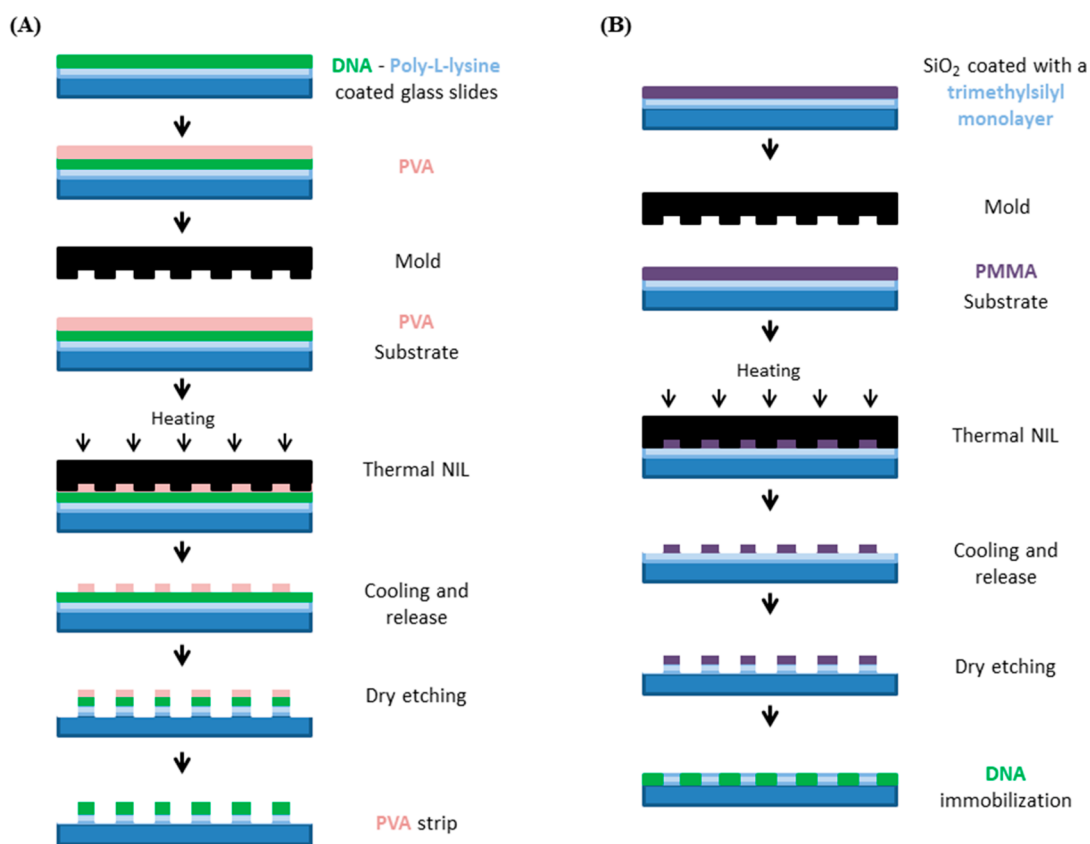 (A)
DNA - Poly-L-lysine
coated glass slides
PVA
Mold
PVA
Substrate
Heating
Thermal NIL
Cooling and
release
Dry etching
PVA strip
(B)
SiO₂ coated with a
trimethylsilyl
monolayer
Mold
PMMA
Substrate
Heating
Thermal NIL
Cooling and
release
Dry etching
DNA
immobilization